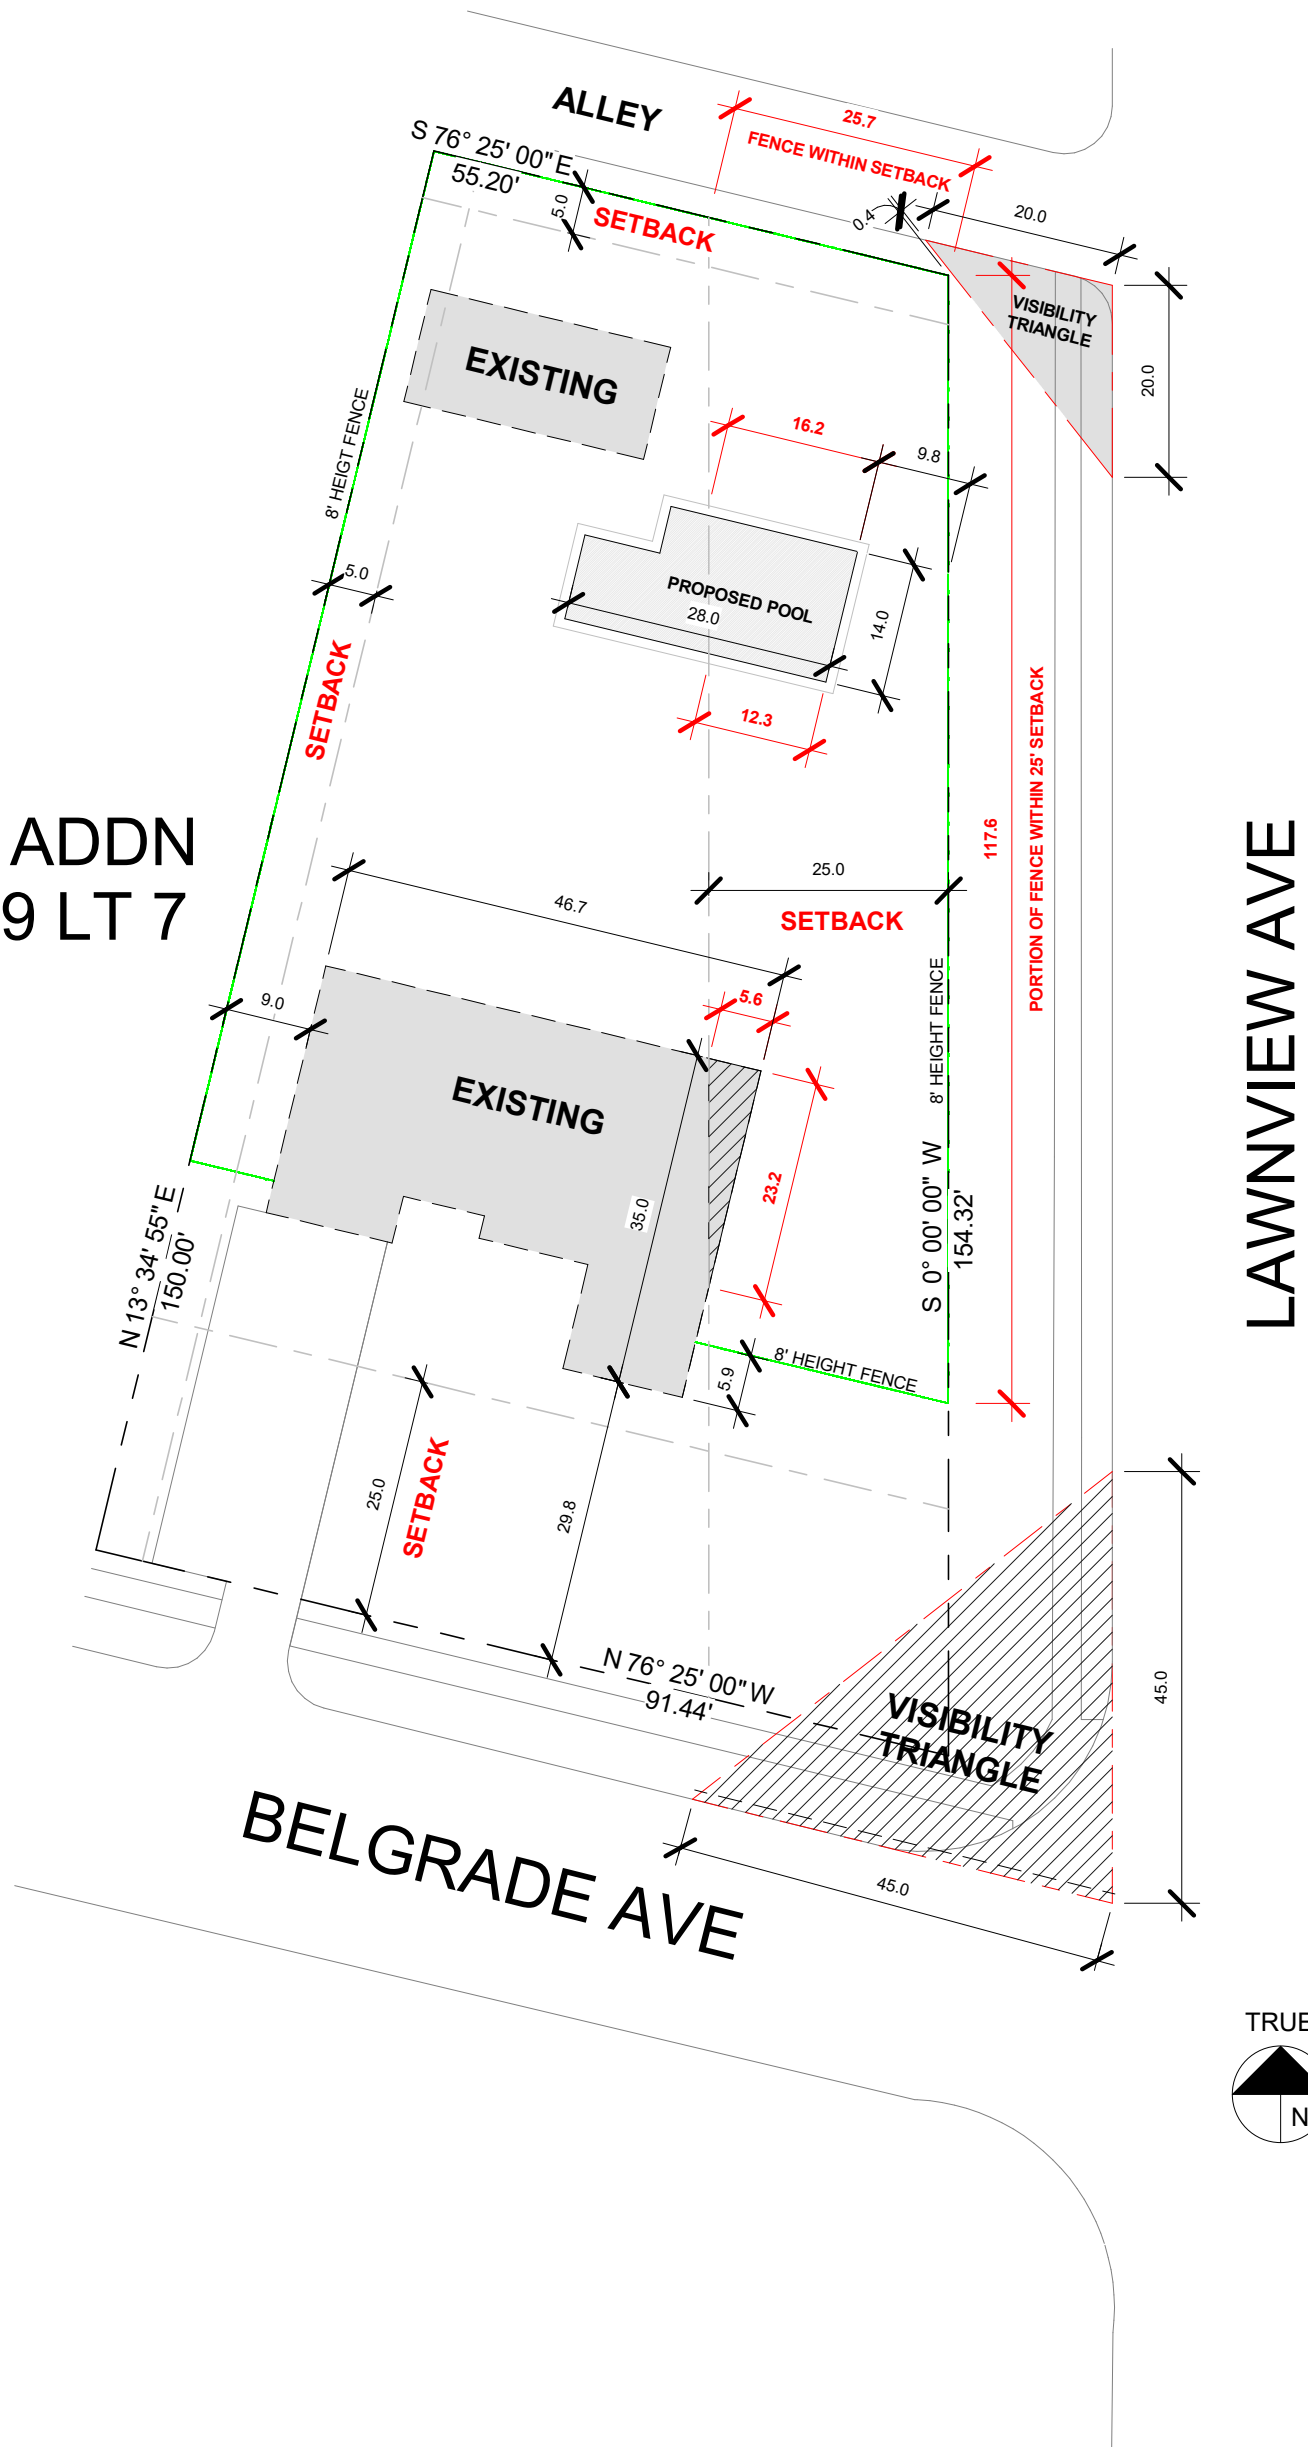 ALLEY
25.7
FENCE WITHIN SETBACK
S 76° 25' 00" E
55.20'
5.0
SETBACK
0.4
20.0
VISIBILITY
TRIANGLE
20.0
EXISTING
8' HEIGT FENCE
16.2
9.8
5.0
PROPOSED POOL
28.0
14.0
SETBACK
12.3
117.6
PORTION OF FENCE WITHIN 25' SETBACK
ADDN
9 LT 7
25.0
SETBACK
46.7
LAWNVIEW AVE
9.0
5.6
8' HEIGHT FENCE
EXISTING
35.0
23.2
S 0° 00' 00" W
154.32'
N 13° 34' 55" E
150.00'
8' HEIGHT FENCE
5.9
25.0
SETBACK
29.8
N 76° 25' 00" W
91.44'
VISIBILITY
TRIANGLE
45.0
BELGRADE AVE
45.0
TRUE
N